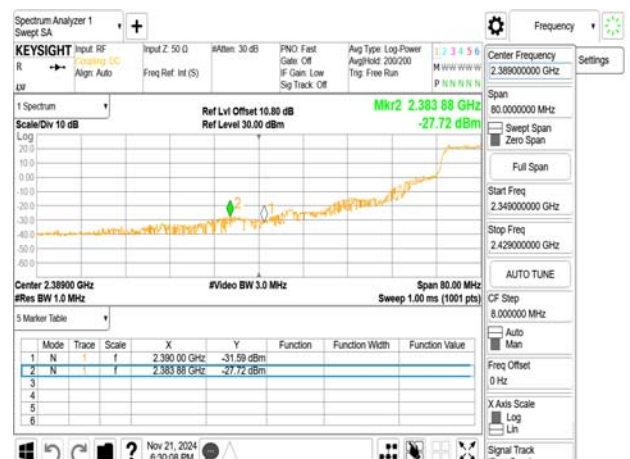 Spectrum Analyzer 1
Swept SA
Frequency
KEYSIGHT
R
Input: RF
Coupling: DC
Align: Auto
Input Z: 50 Ω
Freq Ref: Int (S)
#Atten: 30 dB
PNO: Fast
Gate: Off
IF Gain: Low
Sig Track: Off
Avg Type: Log-Power
Avg|Hold: 200/200
Trig: Free Run
1 2 3 4 5 6
M W W W W W
P N N N N N
Settings
1 Spectrum
Scale/Div 10 dB
Ref Lvl Offset 10.80 dB
Ref Level 30.00 dBm
Mkr2 2.383 88 GHz
-27.72 dBm
Log
20.0
10.0
0.00
-10.0
-20.0
-30.0
-40.0
-50.0
-60.0
2
1
Center 2.38900 GHz
#Res BW 1.0 MHz
#Video BW 3.0 MHz
Span 80.00 MHz
Sweep 1.00 ms (1001 pts)
5 Marker Table
Mode Trace Scale X Y Function Function Width Function Value
1 N 1 f 2.390 00 GHz -31.59 dBm
2 N 1 f 2.383 88 GHz -27.72 dBm
3
4
5
6
Nov 21, 2024
6:30:08 PM
Center Frequency
2.389000000 GHz
Span
80.0000000 MHz
Swept Span
Zero Span
Full Span
Start Freq
2.349000000 GHz
Stop Freq
2.429000000 GHz
AUTO TUNE
CF Step
8.000000 MHz
Auto
Man
Freq Offset
0 Hz
X Axis Scale
Log
Lin
Signal Track